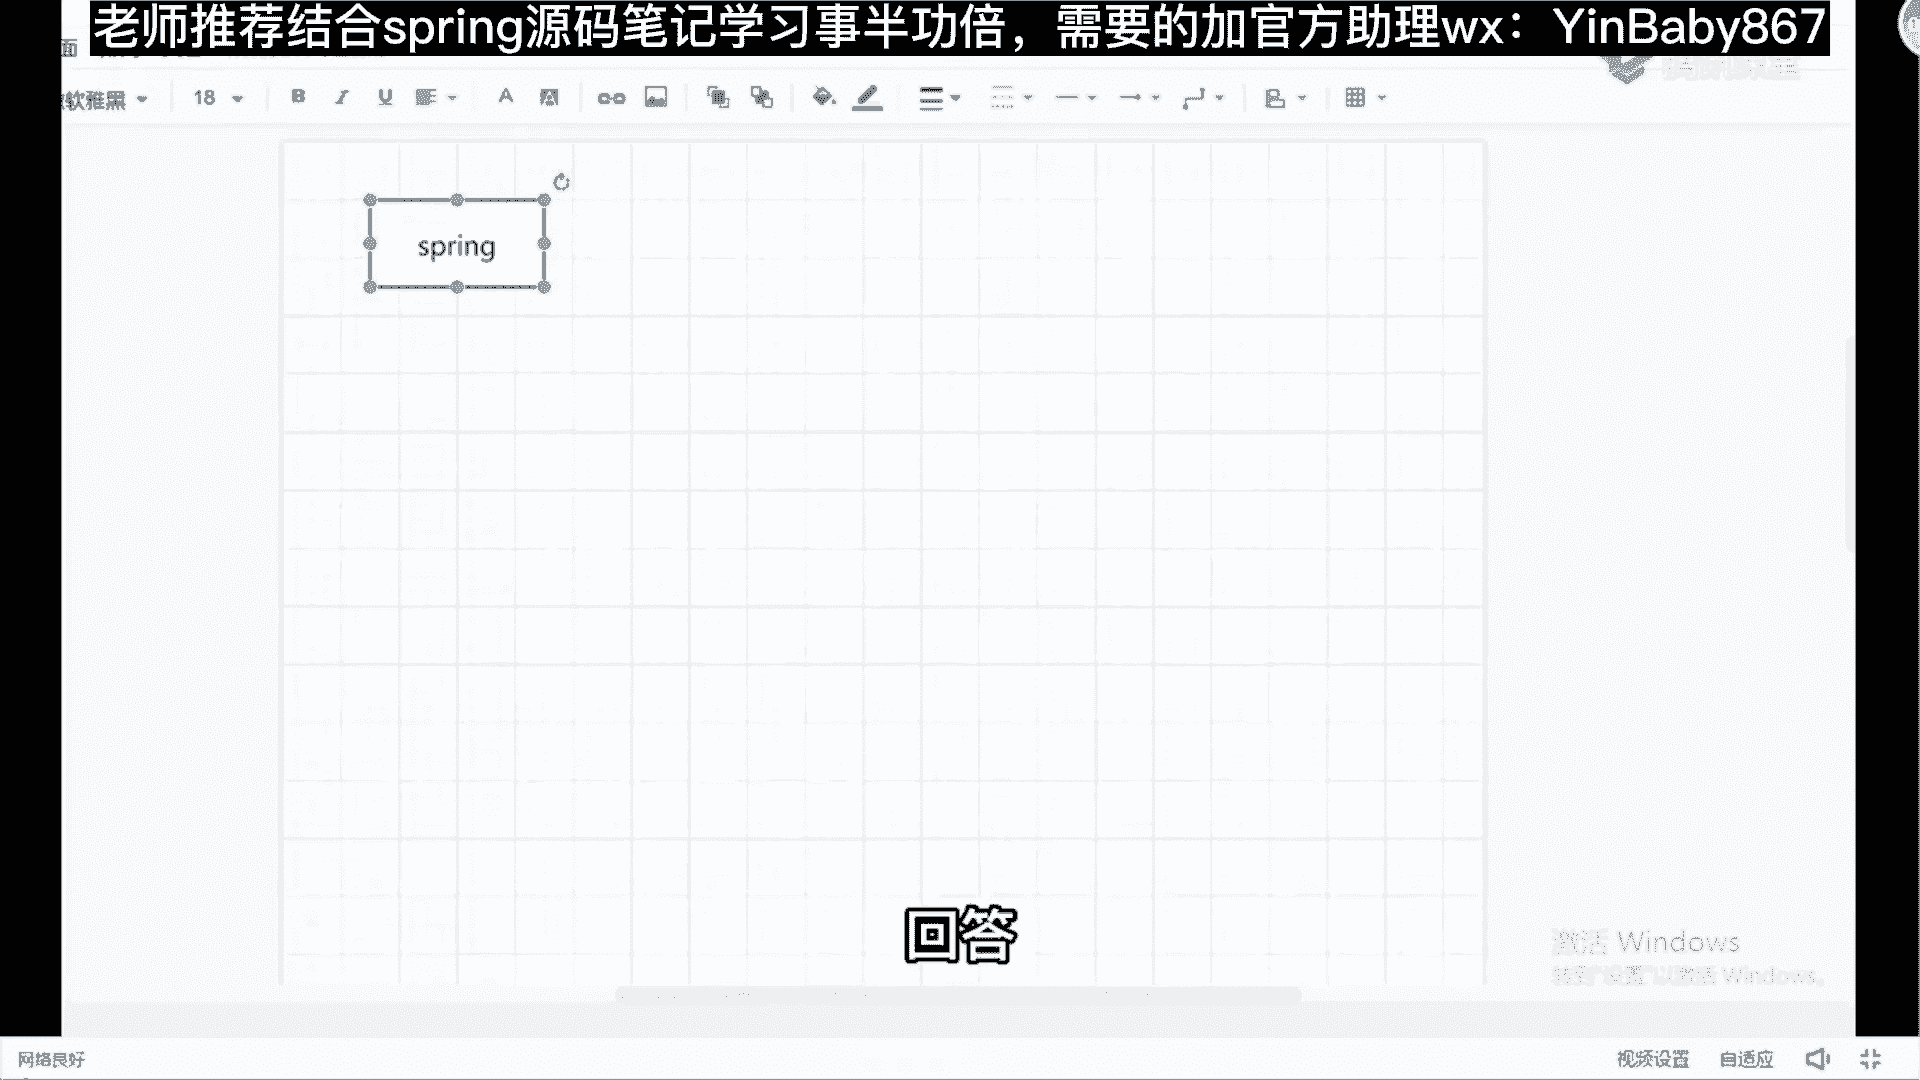 老师推荐结合spring源码笔记学习事半功倍，需要的加官方助理wx：YinBaby867
面
软雅黑 18 B I U A
spring
回答
激活 Windows
转到"设置"以激活 Windows。
网络良好 视频设置 自适应